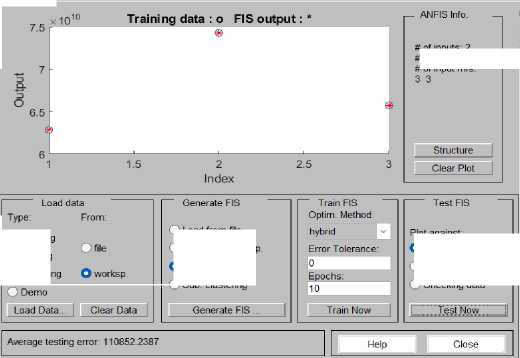 × 10^10
Training data : o FIS output : *
7.5
7
6.5
6
Output
1 1.5 2 2.5 3
Index
ANFIS Info.
# of inputs: 2
#
# of input mfs:
3 3
Structure
Clear Plot
Load data
Type: From:
file
worksp.
Demo
Load Data... Clear Data
Generate FIS
Load from file
sp.
Sub. clustering
Generate FIS ...
Train FIS
Optim. Method:
hybrid
Error Tolerance:
0
Epochs:
10
Train Now
Test FIS
Plot against:
Checking data
Test Now
Average testing error: 110852.2387
Help Close